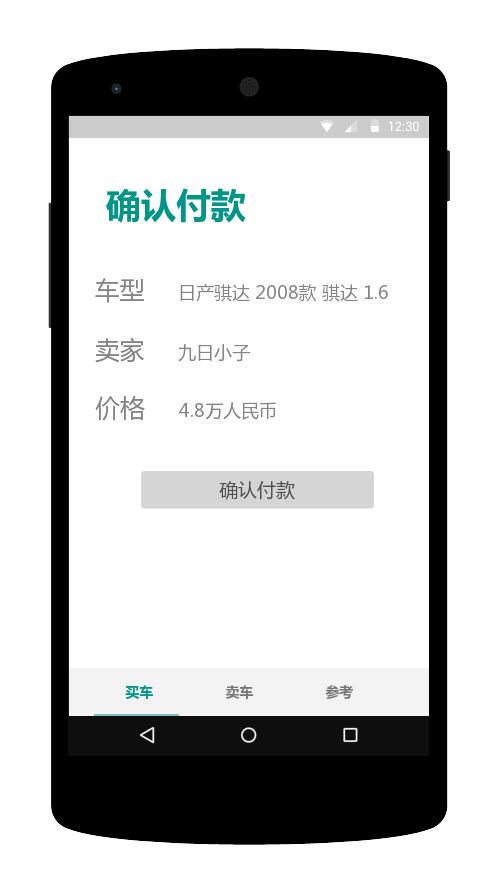 12:30
确认付款
车型 日产骐达 2008款 骐达 1.6
卖家 九日小子
价格 4.8万人民币
确认付款
买车 卖车 参考